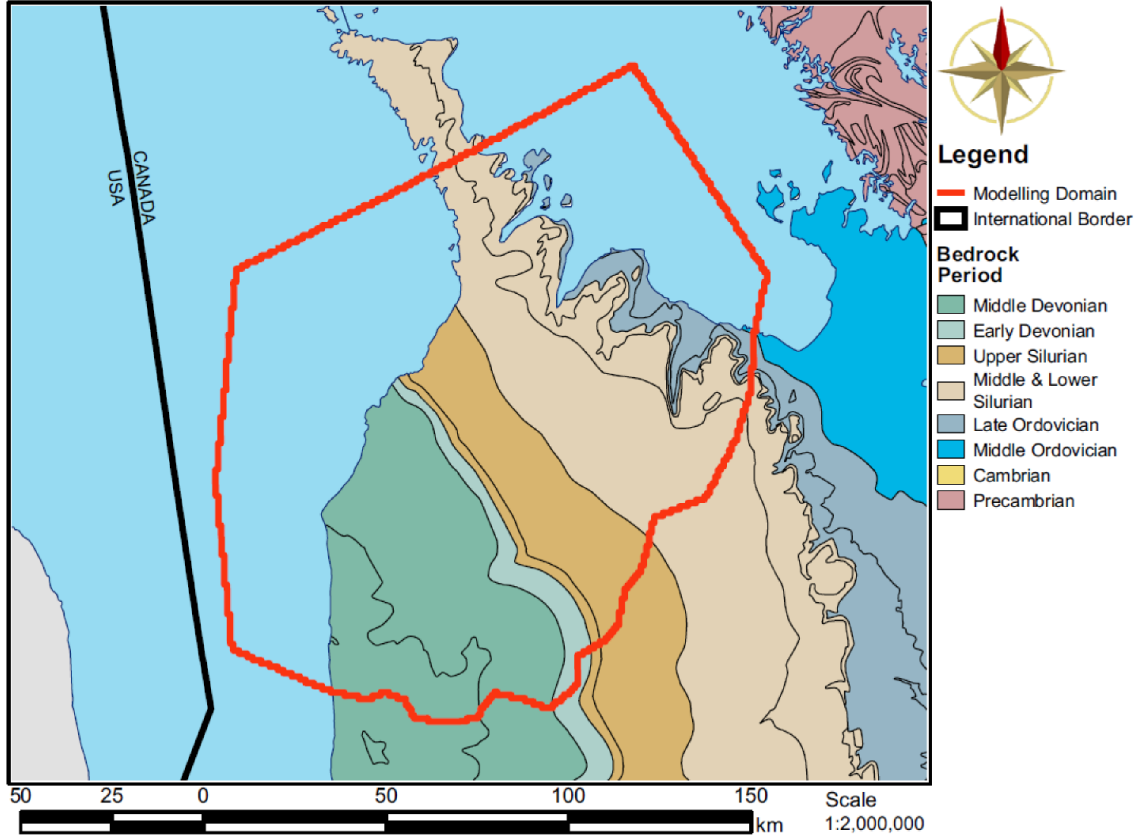 CANADA
USA
Legend
Modelling Domain
International Border
Bedrock
Period
Middle Devonian
Early Devonian
Upper Silurian
Middle & Lower
Silurian
Late Ordovician
Middle Ordovician
Cambrian
Precambrian
50 25 0 50 100 150 Scale
km 1:2,000,000